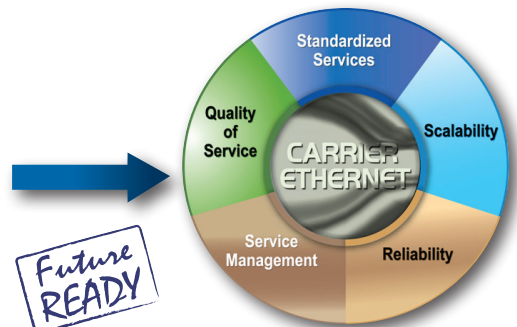 Standardized
Services
Quality
of
Service
Scalability
CARRIER
ETHERNET
Service
Management
Reliability
Future
READY